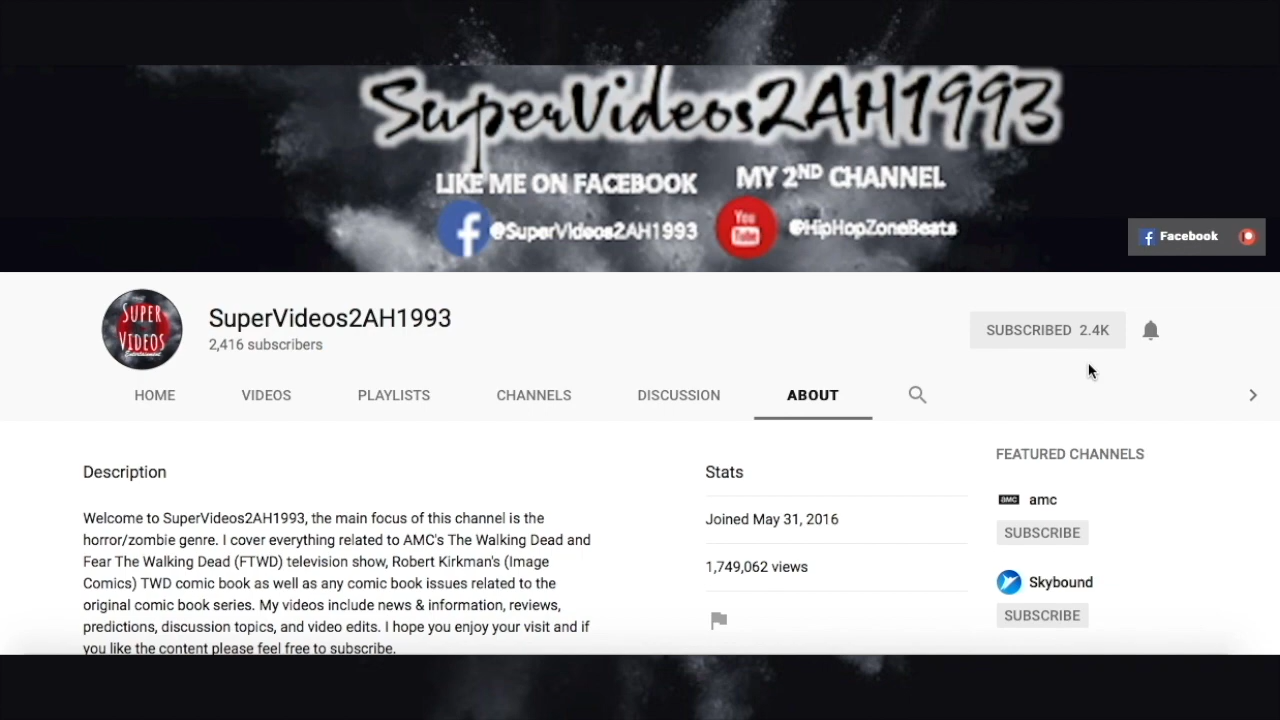 SuperVideos2AH1993
LIKE ME ON FACEBOOK
MY 2ND CHANNEL
@SuperVideos2AH1993
You
Tube
@HipHopZoneBeats
Facebook
SUPER
VIDEOS
Entertainment
SuperVideos2AH1993
2,416 subscribers
SUBSCRIBED 2.4K
HOME VIDEOS PLAYLISTS CHANNELS DISCUSSION ABOUT
Description
Welcome to SuperVideos2AH1993, the main focus of this channel is the
horror/zombie genre. I cover everything related to AMC's The Walking Dead and
Fear The Walking Dead (FTWD) television show, Robert Kirkman's (Image
Comics) TWD comic book as well as any comic book issues related to the
original comic book series. My videos include news & information, reviews,
predictions, discussion topics, and video edits. I hope you enjoy your visit and if
you like the content please feel free to subscribe.
Stats
Joined May 31, 2016
1,749,062 views
FEATURED CHANNELS
amc amc
SUBSCRIBE
Skybound
SUBSCRIBE